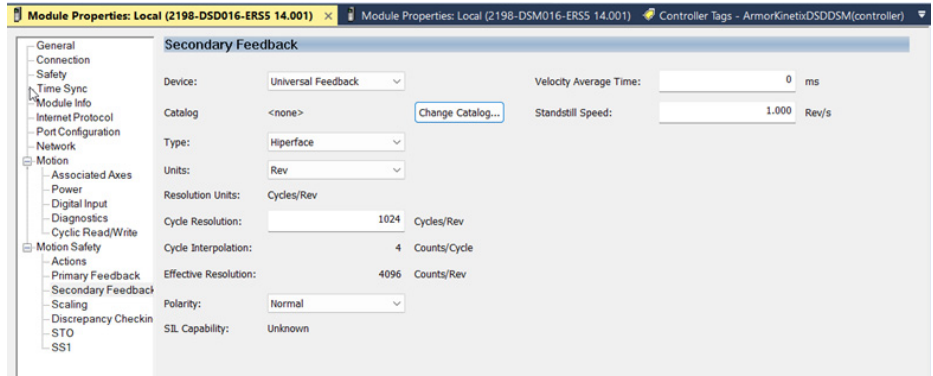 Module Properties: Local (2198-DSD016-ERS5 14.001) × Module Properties: Local (2198-DSM016-ERS5 14.001) Controller Tags - ArmorKinetixDSDDSM(controller)
General
Connection
Safety
Time Sync
Module Info
Internet Protocol
Port Configuration
Network
Motion
Associated Axes
Power
Digital Input
Diagnostics
Cyclic Read/Write
Motion Safety
Actions
Primary Feedback
Secondary Feedback
Scaling
Discrepancy Checkin
STO
SS1
Secondary Feedback
Device: Universal Feedback
Catalog <none> Change Catalog...
Type: Hiperface
Units: Rev
Resolution Units: Cycles/Rev
Cycle Resolution: 1024 Cycles/Rev
Cycle Interpolation: 4 Counts/Cycle
Effective Resolution: 4096 Counts/Rev
Polarity: Normal
SIL Capability: Unknown
Velocity Average Time: 0 ms
Standstill Speed: 1.000 Rev/s